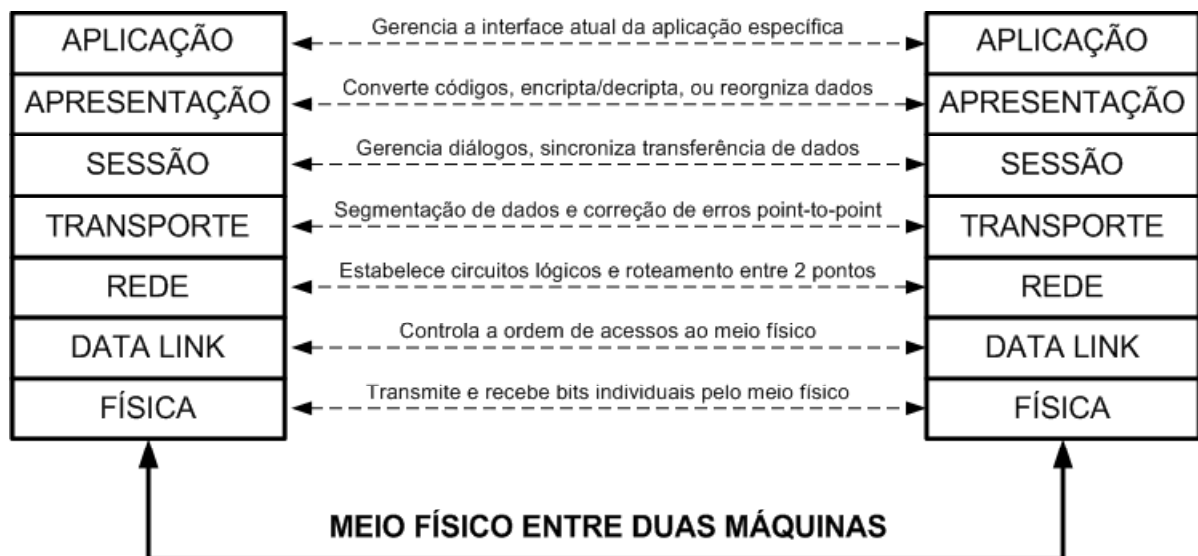 APLICAÇÃO Gerencia a interface atual da aplicação específica APLICAÇÃO
APRESENTAÇÃO Converte códigos, encripta/decripta, ou reorgniza dados APRESENTAÇÃO
SESSÃO Gerencia diálogos, sincroniza transferência de dados SESSÃO
TRANSPORTE Segmentação de dados e correção de erros point-to-point TRANSPORTE
REDE Estabelece circuitos lógicos e roteamento entre 2 pontos REDE
DATA LINK Controla a ordem de acessos ao meio físico DATA LINK
FÍSICA Transmite e recebe bits individuais pelo meio físico FÍSICA
MEIO FÍSICO ENTRE DUAS MÁQUINAS